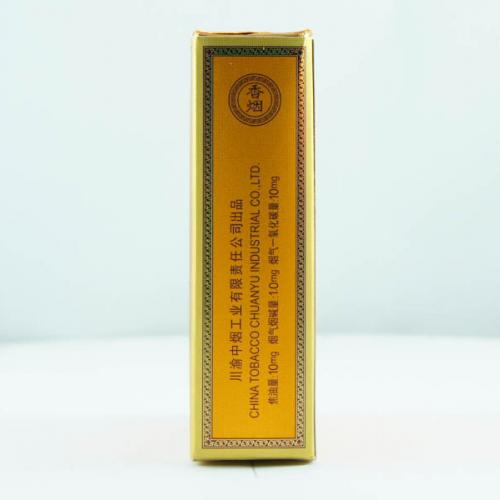 香
烟
川渝中烟工业有限责任公司出品
CHINA TOBACCO CHUANYU INDUSTRIAL CO.,LTD.
焦油量:10mg 烟气烟碱量:1.0mg 烟气一氧化碳量:10mg